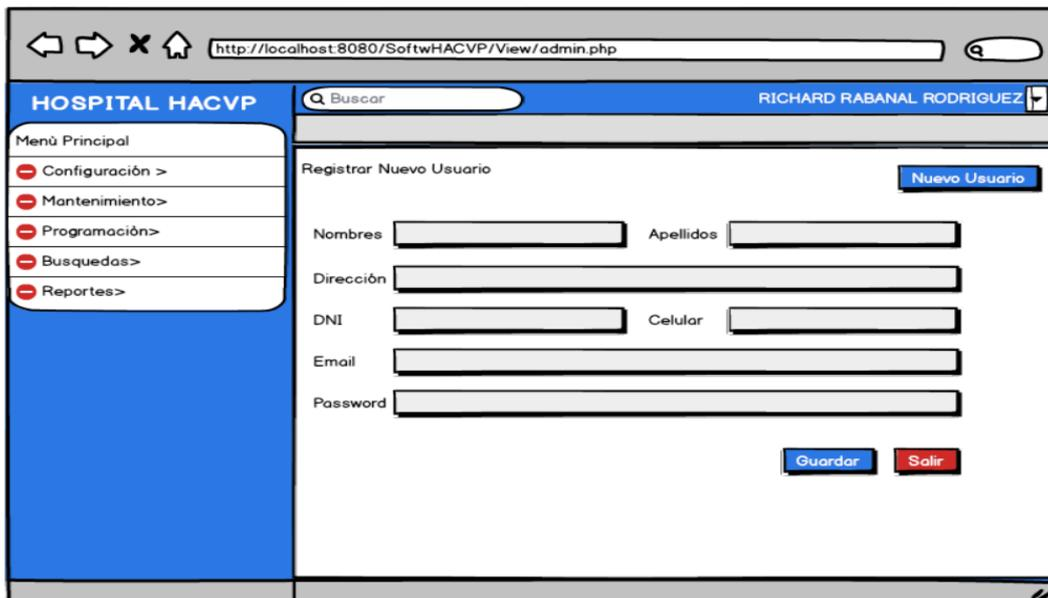 http://localhost:8080/SoftwHACVP/View/admin.php
HOSPITAL HACVP
Buscar
RICHARD RABANAL RODRIGUEZ
Menù Principal
Configuración >
Mantenimiento>
Programación>
Busquedas>
Reportes>
Registrar Nuevo Usuario
Nuevo Usuario
Nombres
Apellidos
Dirección
DNI
Celular
Email
Password
Guardar
Salir